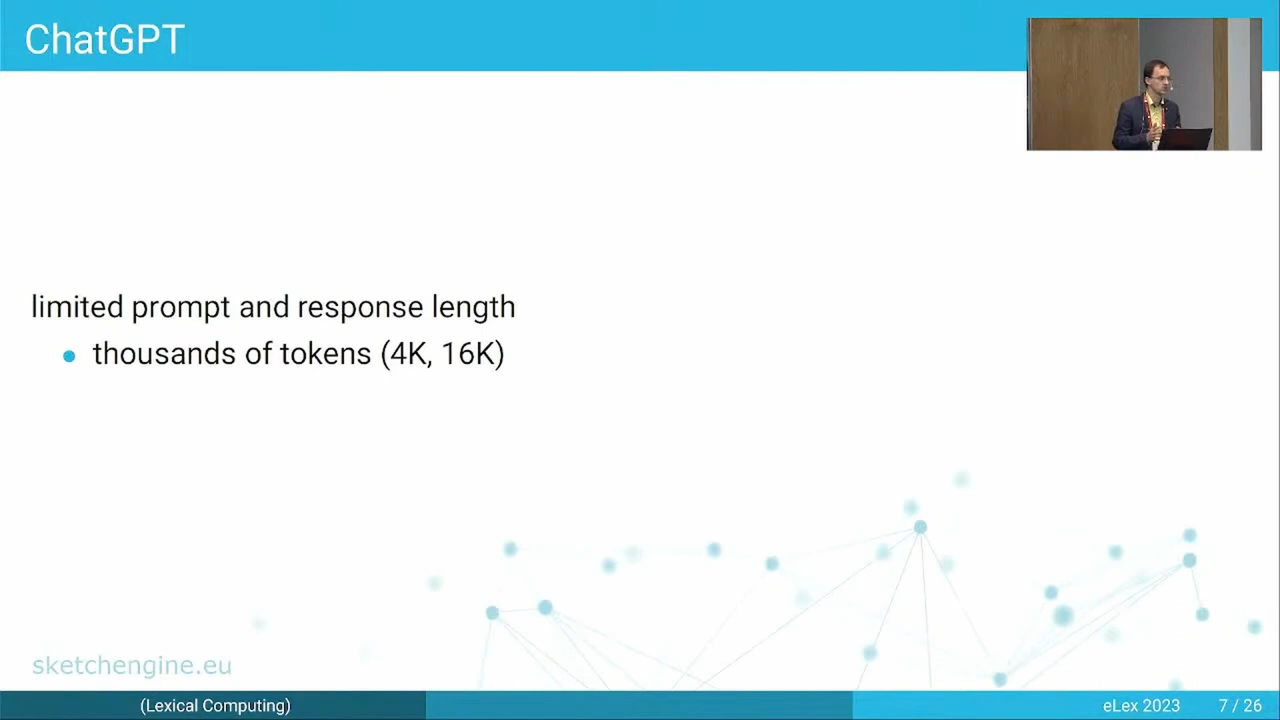 ChatGPT
limited prompt and response length
thousands of tokens (4K, 16K)
sketchengine.eu
(Lexical Computing)
eLex 2023
7 / 26